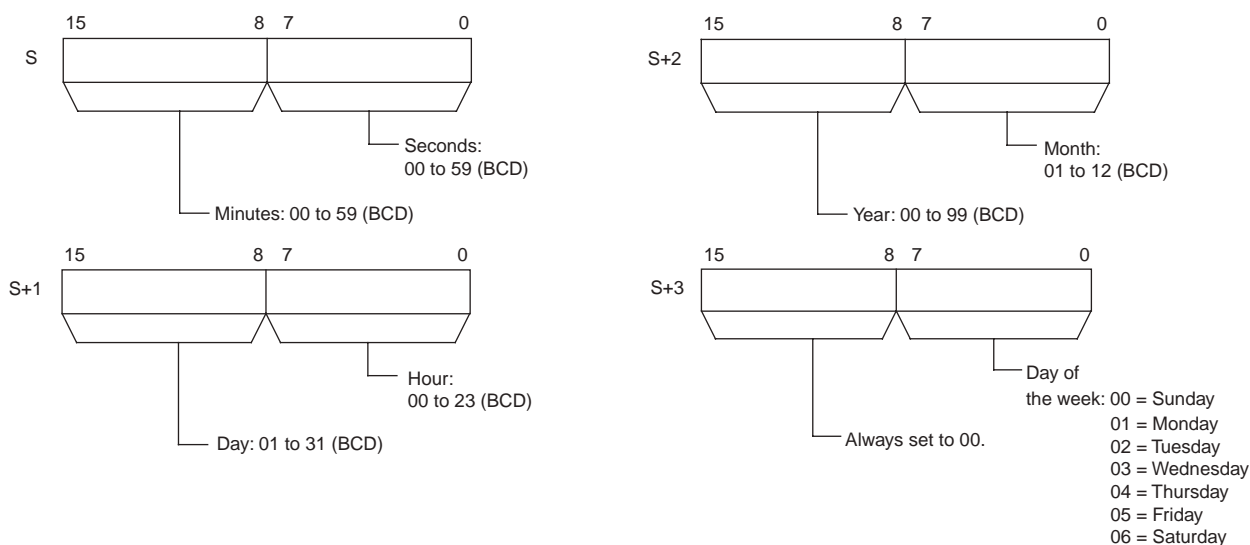 15 8 7 0
S
Seconds:
00 to 59 (BCD)
Minutes: 00 to 59 (BCD)
15 8 7 0
S+1
Hour:
00 to 23 (BCD)
Day: 01 to 31 (BCD)
15 8 7 0
S+2
Month:
01 to 12 (BCD)
Year: 00 to 99 (BCD)
15 8 7 0
S+3
Day of
the week: 00 = Sunday
01 = Monday
02 = Tuesday
03 = Wednesday
04 = Thursday
05 = Friday
06 = Saturday
Always set to 00.